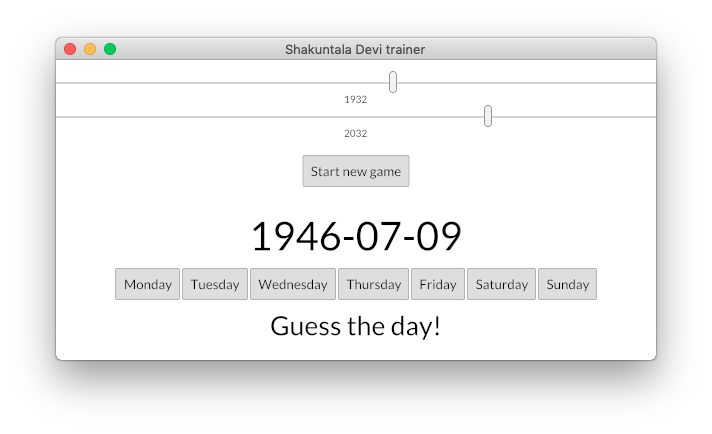 Shakuntala Devi trainer
1932
2032
Start new game
1946-07-09
Monday Tuesday Wednesday Thursday Friday Saturday Sunday
Guess the day!